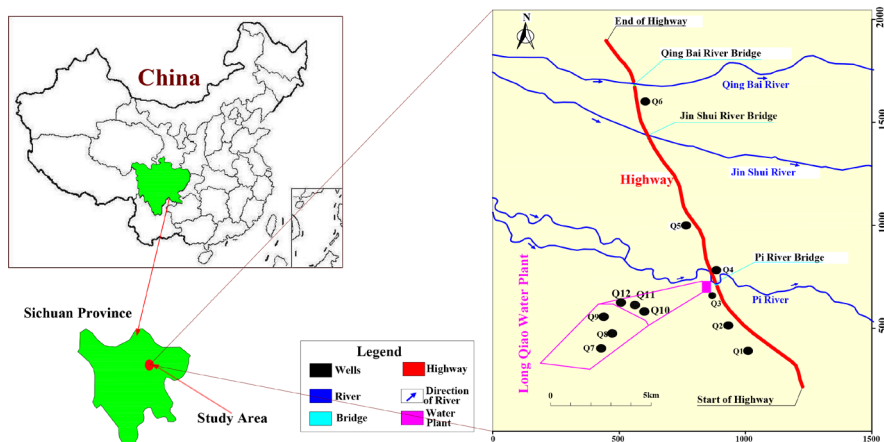 China
Sichuan Province
Study Area
Legend
Wells
Highway
River
Direction
of River
Bridge
Water
Plant
N
End of Highway
Qing Bai River Bridge
Qing Bai River
Q6
Jin Shui River Bridge
Jin Shui River
Highway
Q5
Pi River Bridge
Q4
Pi River
Q3
Long Qiao Water Plant
Q12
Q11
Q10
Q9
Q8
Q7
Q2
Q1
0
5km
Start of Highway
2000
1500
1000
500
0
500
1000
1500